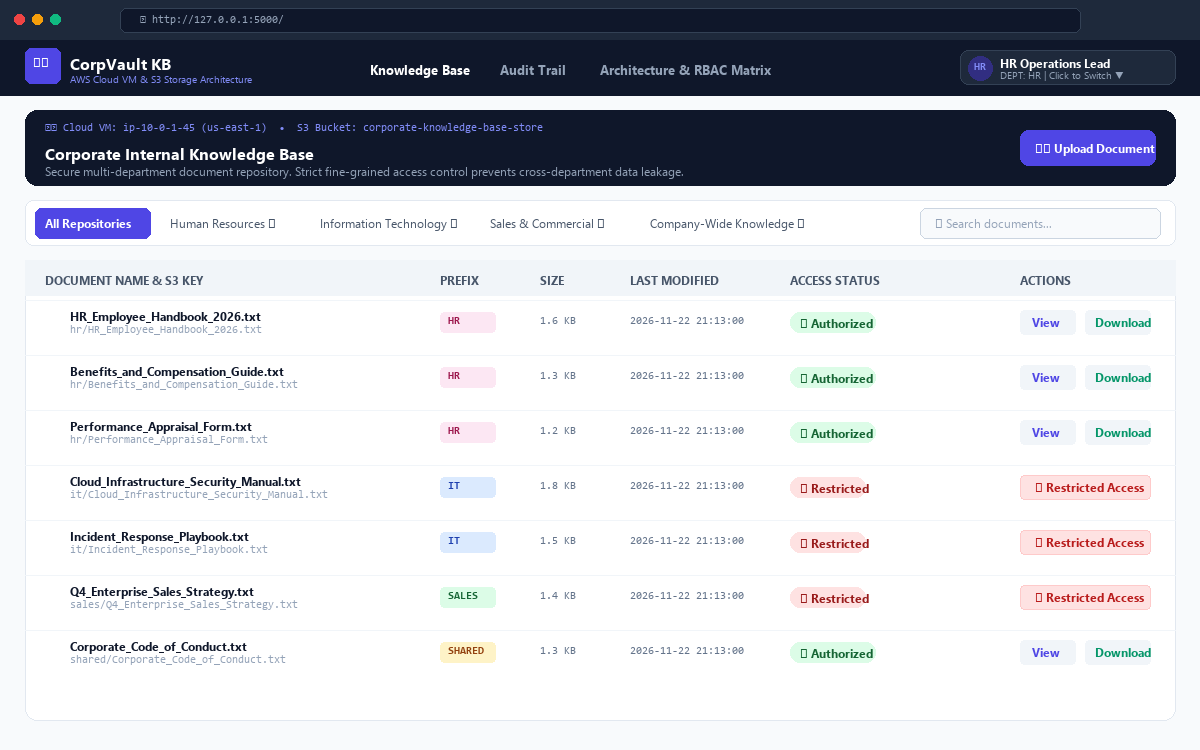 http://127.0.0.1:5000/
CorpVault KB
AWS Cloud VM & S3 Storage Architecture
Knowledge Base
Audit Trail
Architecture & RBAC Matrix
HR
HR Operations Lead
DEPT: HR | Click to Switch ▼
Cloud VM: ip-10-0-1-45 (us-east-1) • S3 Bucket: corporate-knowledge-base-store
Corporate Internal Knowledge Base
Secure multi-department document repository. Strict fine-grained access control prevents cross-department data leakage.
Upload Document
All Repositories
Human Resources
Information Technology
Sales & Commercial
Company-Wide Knowledge
Search documents...
DOCUMENT NAME & S3 KEY PREFIX SIZE LAST MODIFIED ACCESS STATUS ACTIONS
HR_Employee_Handbook_2026.txt HR 1.6 KB 2026-11-22 21:13:00 Authorized View Download
hr/HR_Employee_Handbook_2026.txt
Benefits_and_Compensation_Guide.txt HR 1.3 KB 2026-11-22 21:13:00 Authorized View Download
hr/Benefits_and_Compensation_Guide.txt
Performance_Appraisal_Form.txt HR 1.2 KB 2026-11-22 21:13:00 Authorized View Download
hr/Performance_Appraisal_Form.txt
Cloud_Infrastructure_Security_Manual.txt IT 1.8 KB 2026-11-22 21:13:00 Restricted Restricted Access
it/Cloud_Infrastructure_Security_Manual.txt
Incident_Response_Playbook.txt IT 1.5 KB 2026-11-22 21:13:00 Restricted Restricted Access
it/Incident_Response_Playbook.txt
Q4_Enterprise_Sales_Strategy.txt SALES 1.4 KB 2026-11-22 21:13:00 Restricted Restricted Access
sales/Q4_Enterprise_Sales_Strategy.txt
Corporate_Code_of_Conduct.txt SHARED 1.3 KB 2026-11-22 21:13:00 Authorized View Download
shared/Corporate_Code_of_Conduct.txt